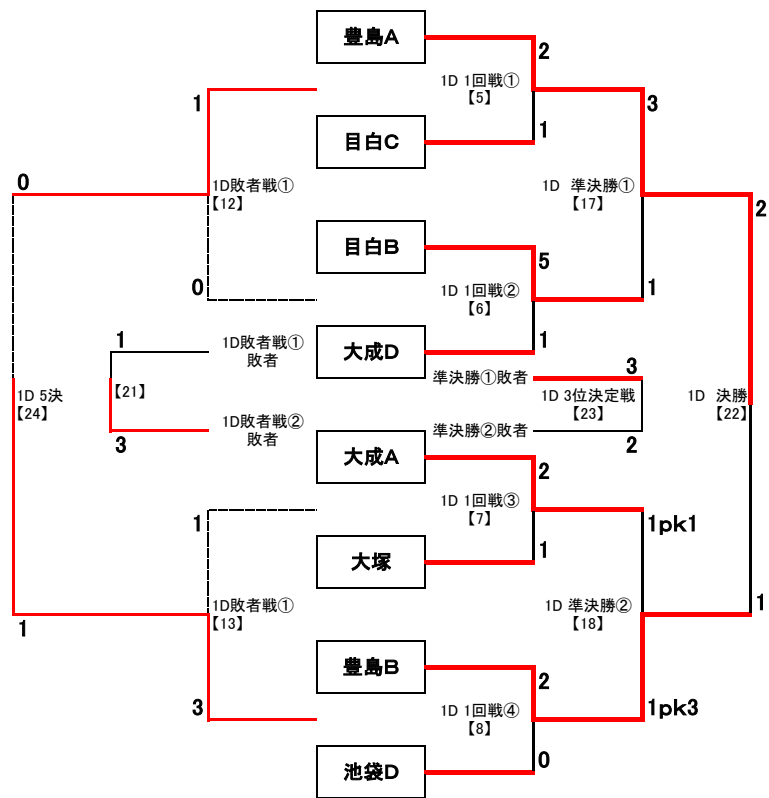 豊島A
2
1D 1回戦①
【5】
1
3
1
目白C
0
1D敗者戦①
【12】
1D 準決勝①
【17】
2
目白B
5
0
1D 1回戦②
【6】
1
1
1
1D敗者戦①
敗者
大成D
準決勝①敗者
3
1D 5決
【24】
【21】
1D 3位決定戦
【23】
1D 決勝
【22】
3
1D敗者戦②
敗者
準決勝②敗者
2
大成A
2
1D 1回戦③
【7】
1
1pk1
大塚
1
1
1D敗者戦①
【13】
1D 準決勝②
【18】
1
豊島B
2
3
1D 1回戦④
【8】
1pk3
0
池袋D